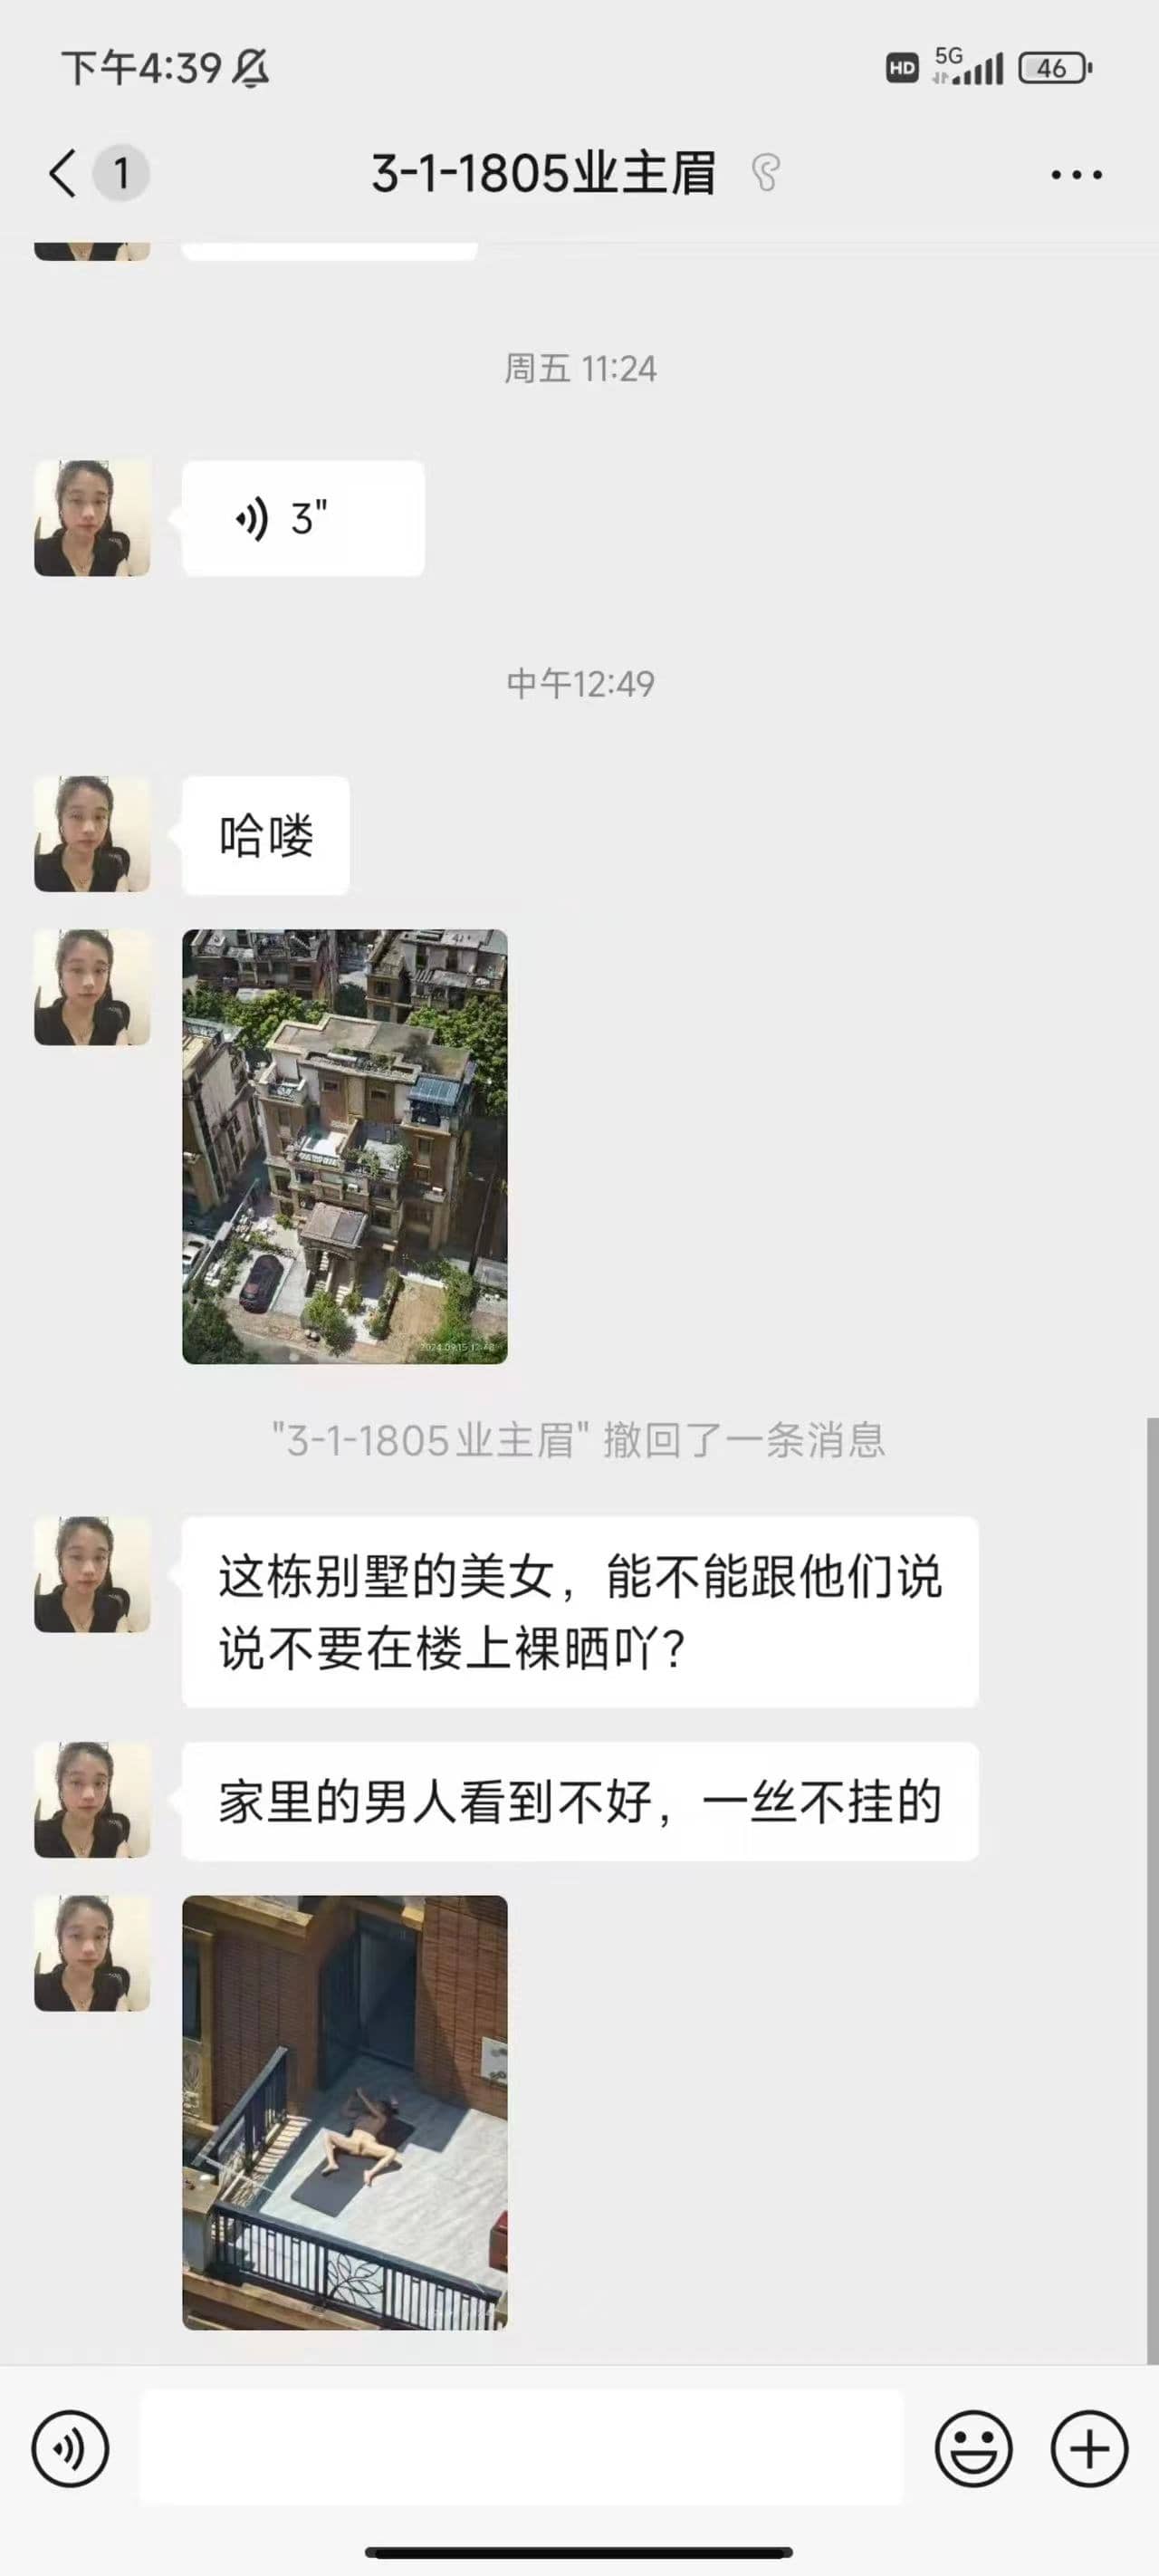 下午4:39
HD 5G 46
1 3-1-1805业主眉
周五 11:24
3"
中午12:49
哈喽
"3-1-1805业主眉" 撤回了一条消息
这栋别墅的美女，能不能跟他们说
说不要在楼上裸晒吖？
家里的男人看到不好，一丝不挂的